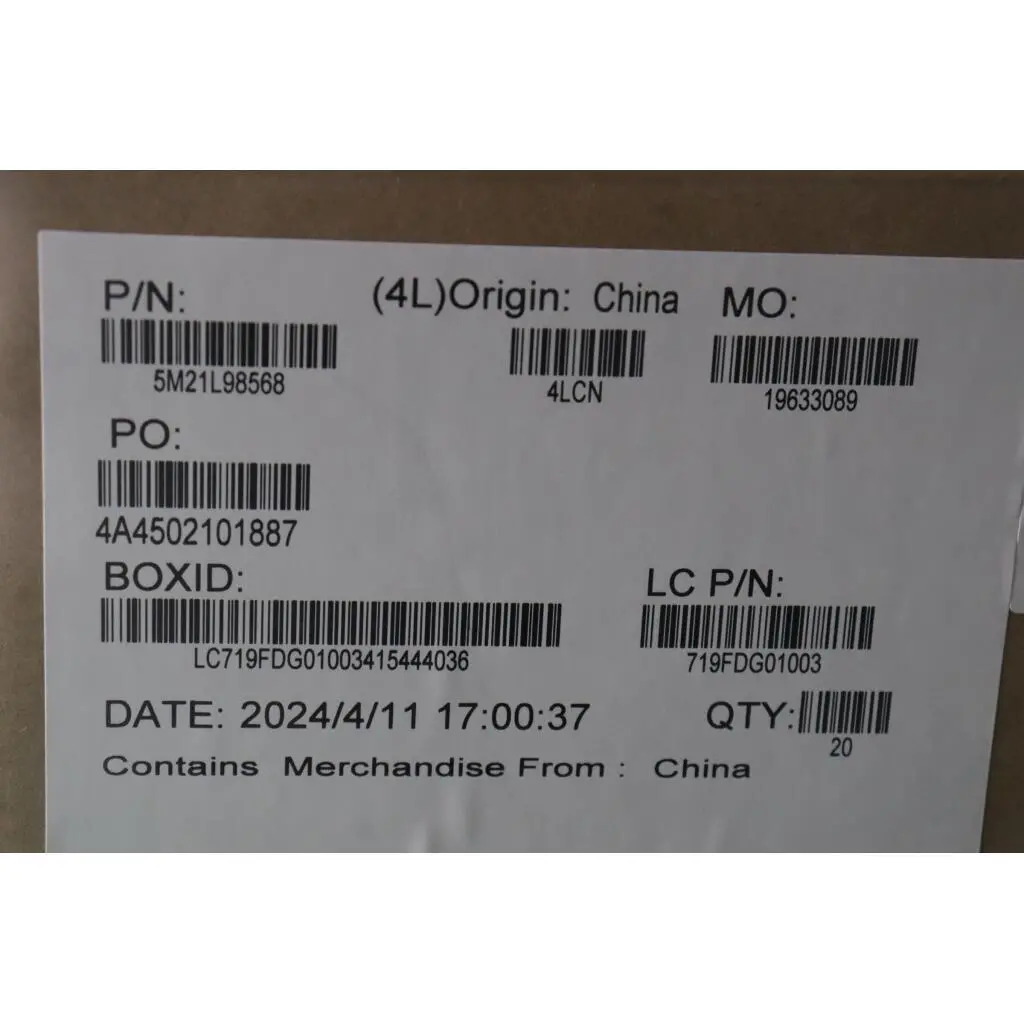 P/N: (4L)Origin: China MO:
5M21L98568 4LCN 19633089
PO:
4A4502101887
BOXID: LC P/N:
LC719FDG01003415444036 719FDG01003
DATE: 2024/4/11 17:00:37 QTY:
20
Contains Merchandise From : China